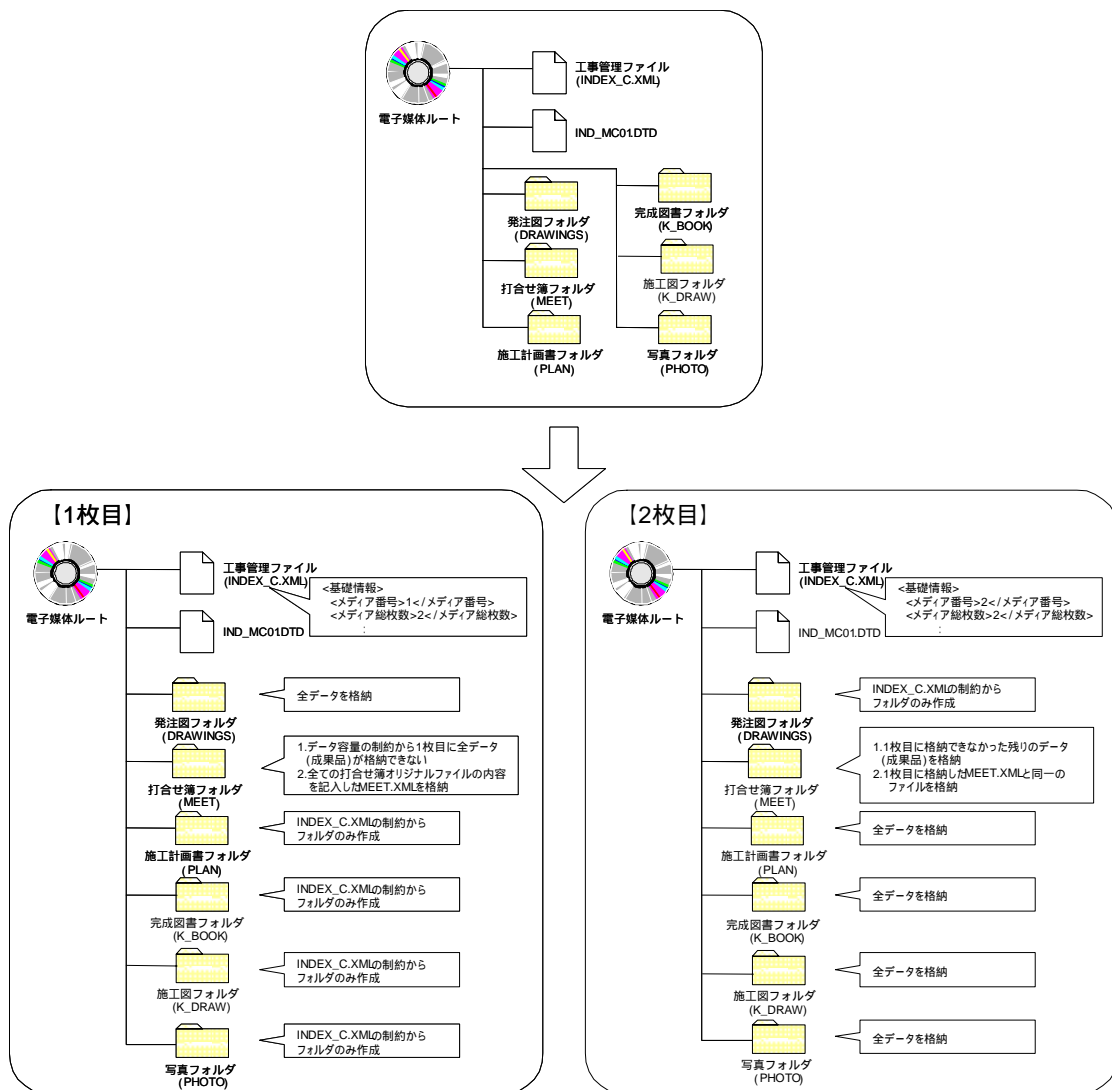 工事管理ファイル
(INDEX_C.XML)
電子媒体ルート
IND_MC01.DTD
発注図フォルダ
(DRAWINGS)
完成図書フォルダ
(K_BOOK)
打合せ簿フォルダ
(MEET)
施工図フォルダ
(K_DRAW)
施工計画書フォルダ
(PLAN)
写真フォルダ
(PHOTO)
【1枚目】
工事管理ファイル
(INDEX_C.XML)
<基礎情報>
<メディア番号>1</メディア番号>
<メディア総枚数>2</メディア総枚数>
:
電子媒体ルート
IND_MC01.DTD
全データを格納
発注図フォルダ
(DRAWINGS)
1.データ容量の制約から1枚目に全データ
(成果品)が格納できない
2.全ての打合せ簿オリジナルファイルの内容
を記入したMEET.XMLを格納
打合せ簿フォルダ
(MEET)
INDEX_C.XMLの制約から
フォルダのみ作成
施工計画書フォルダ
(PLAN)
INDEX_C.XMLの制約から
フォルダのみ作成
完成図書フォルダ
(K_BOOK)
INDEX_C.XMLの制約から
フォルダのみ作成
施工図フォルダ
(K_DRAW)
INDEX_C.XMLの制約から
フォルダのみ作成
写真フォルダ
(PHOTO)
【2枚目】
工事管理ファイル
(INDEX_C.XML)
<基礎情報>
<メディア番号>2</メディア番号>
<メディア総枚数>2</メディア総枚数>
:
電子媒体ルート
IND_MC01.DTD
INDEX_C.XMLの制約から
フォルダのみ作成
発注図フォルダ
(DRAWINGS)
1.1枚目に格納できなかった残りのデータ
(成果品)を格納
2.1枚目に格納したMEET.XMLと同一の
ファイルを格納
打合せ簿フォルダ
(MEET)
全データを格納
施工計画書フォルダ
(PLAN)
全データを格納
完成図書フォルダ
(K_BOOK)
全データを格納
施工図フォルダ
(K_DRAW)
全データを格納
写真フォルダ
(PHOTO)